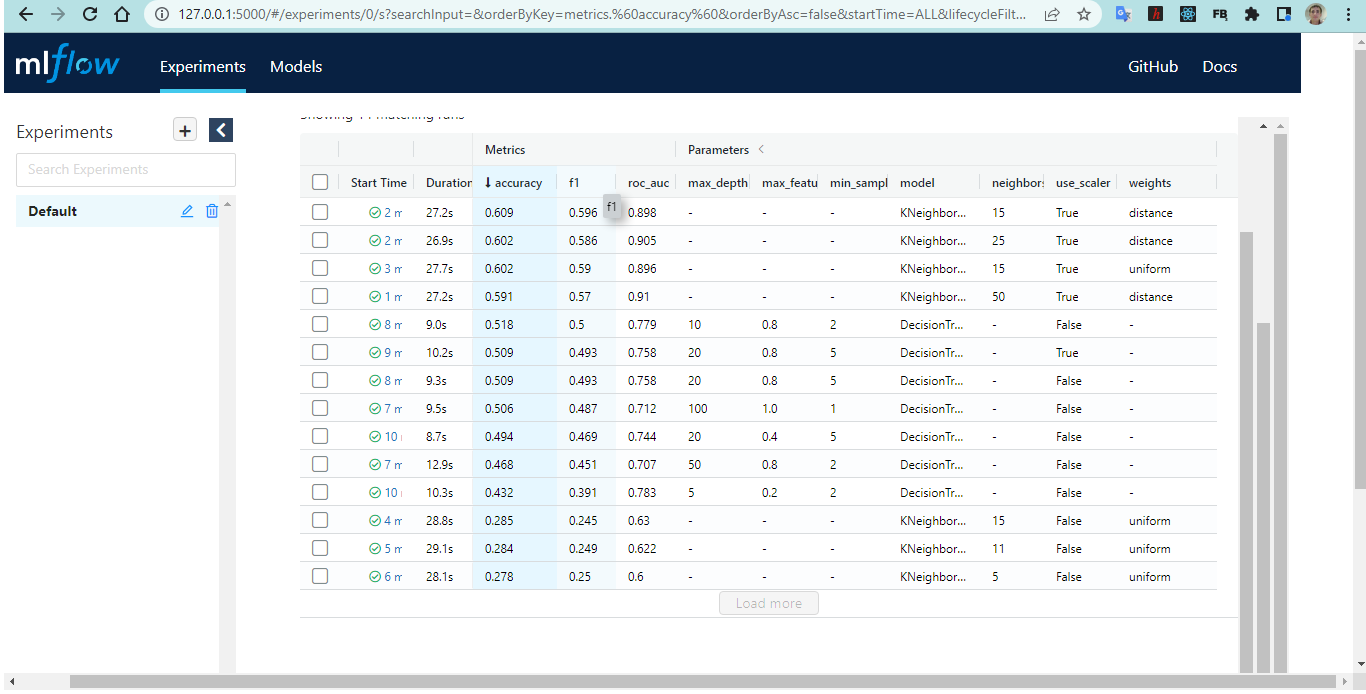 127.0.0.1:5000/#/experiments/0/s?searchInput=&orderByKey=metrics.%60accuracy%60&orderByAsc=false&startTime=ALL&lifecycleFilt...
FB
mlflow Experiments Models GitHub Docs
Experiments +
Search Experiments
Default
Showing 14 matching runs
Metrics Parameters
Start Time Duration ↓ accuracy f1 roc_auc max_depth max_featu min_sampl model neighbors use_scaler weights
f1
2 m 27.2s 0.609 0.596 0.898 - - - KNeighbor... 15 True distance
2 m 26.9s 0.602 0.586 0.905 - - - KNeighbor... 25 True distance
3 m 27.7s 0.602 0.59 0.896 - - - KNeighbor... 15 True uniform
1 m 27.2s 0.591 0.57 0.91 - - - KNeighbor... 50 True distance
8 m 9.0s 0.518 0.5 0.779 10 0.8 2 DecisionTr... - False -
9 m 10.2s 0.509 0.493 0.758 20 0.8 5 DecisionTr... - True -
8 m 9.3s 0.509 0.493 0.758 20 0.8 5 DecisionTr... - False -
7 m 9.5s 0.506 0.487 0.712 100 1.0 1 DecisionTr... - False -
10 8.7s 0.494 0.469 0.744 20 0.4 5 DecisionTr... - False -
7 m 12.9s 0.468 0.451 0.707 50 0.8 2 DecisionTr... - False -
10 10.3s 0.432 0.391 0.783 5 0.2 2 DecisionTr... - False -
4 m 28.8s 0.285 0.245 0.63 - - - KNeighbor... 15 False uniform
5 m 29.1s 0.284 0.249 0.622 - - - KNeighbor... 11 False uniform
6 m 28.1s 0.278 0.25 0.6 - - - KNeighbor... 5 False uniform
Load more